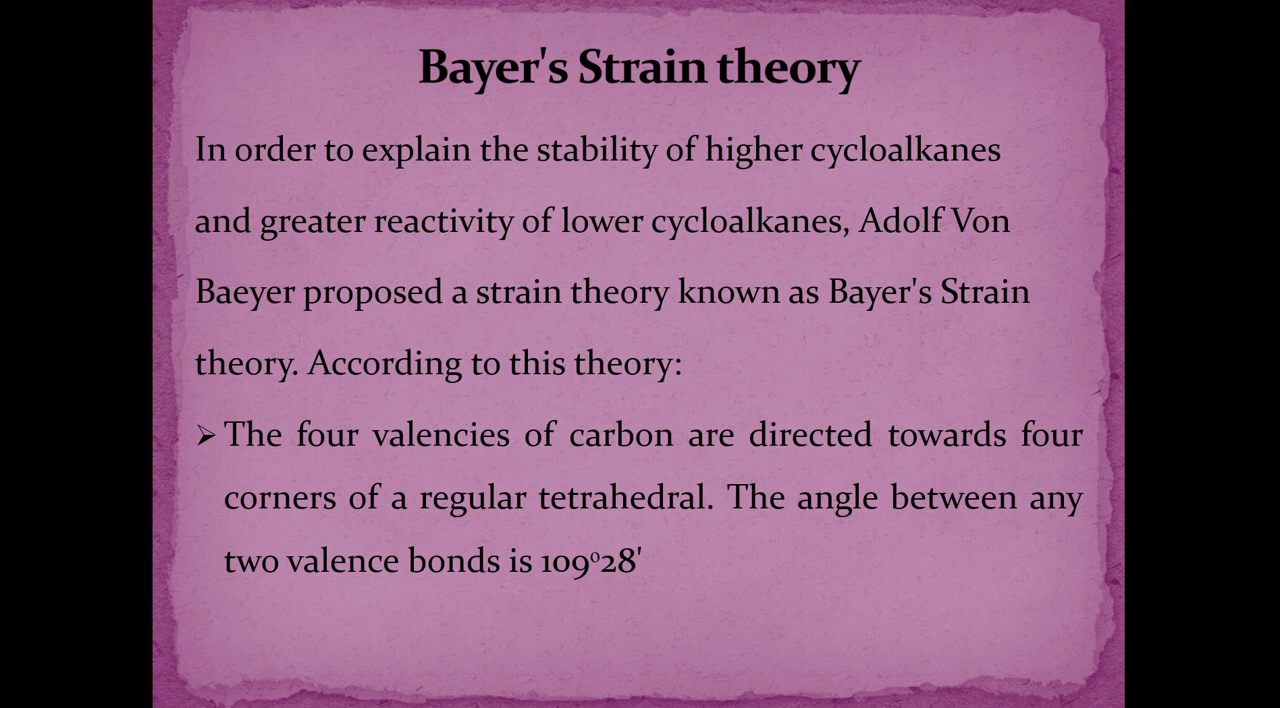 Bayer's Strain theory
In order to explain the stability of higher cycloalkanes
and greater reactivity of lower cycloalkanes, Adolf Von
Baeyer proposed a strain theory known as Bayer's Strain
theory. According to this theory:
➢ The four valencies of carbon are directed towards four
corners of a regular tetrahedral. The angle between any
two valence bonds is 109⁰28'